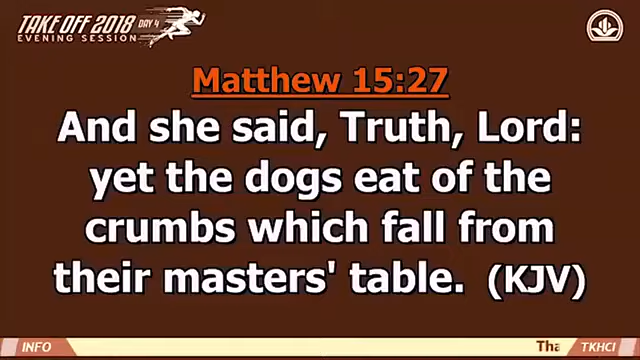 TAKE OFF 2018 DAY 4
EVENING SESSION
Matthew 15:27
And she said, Truth, Lord:
yet the dogs eat of the
crumbs which fall from
their masters' table. (KJV)
INFO
Tha
TKHCI